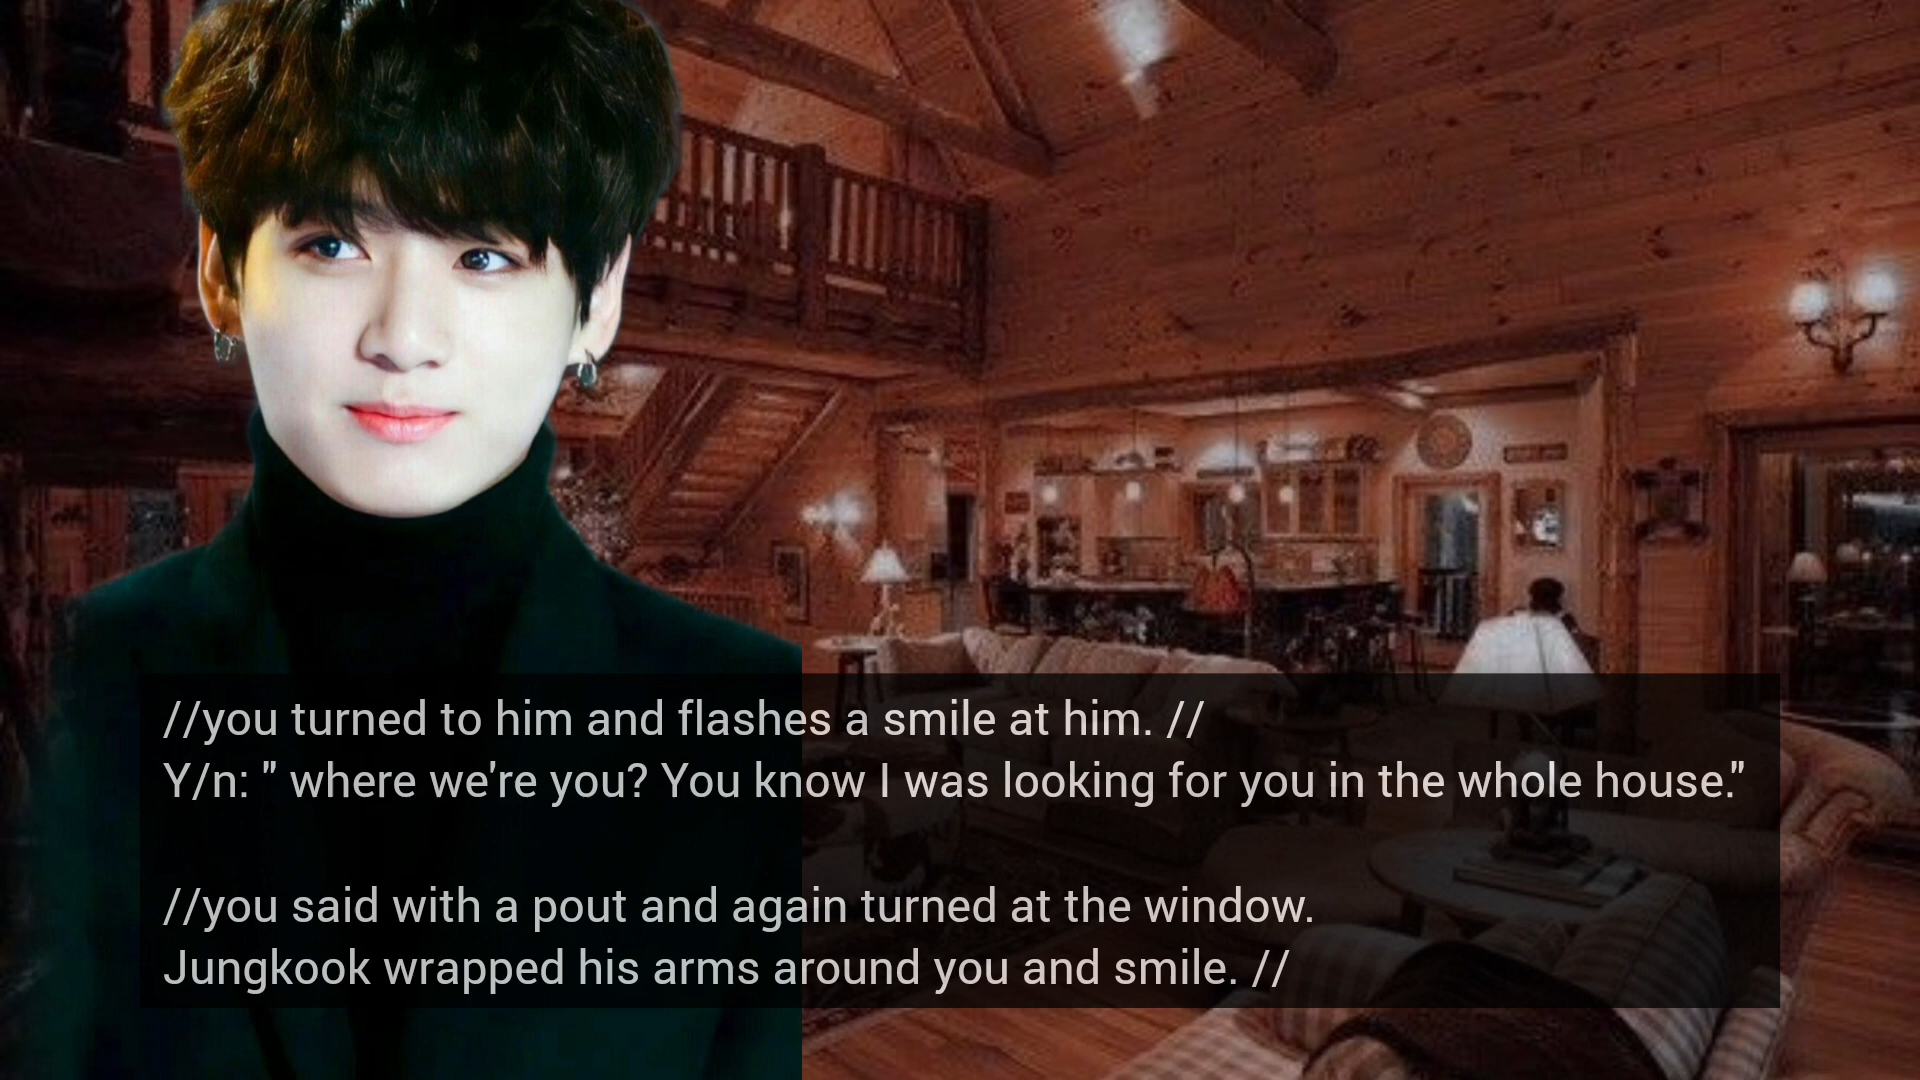 //you turned to him and flashes a smile at him. //
Y/n: " where we're you? You know I was looking for you in the whole house."
//you said with a pout and again turned at the window.
Jungkook wrapped his arms around you and smile. //